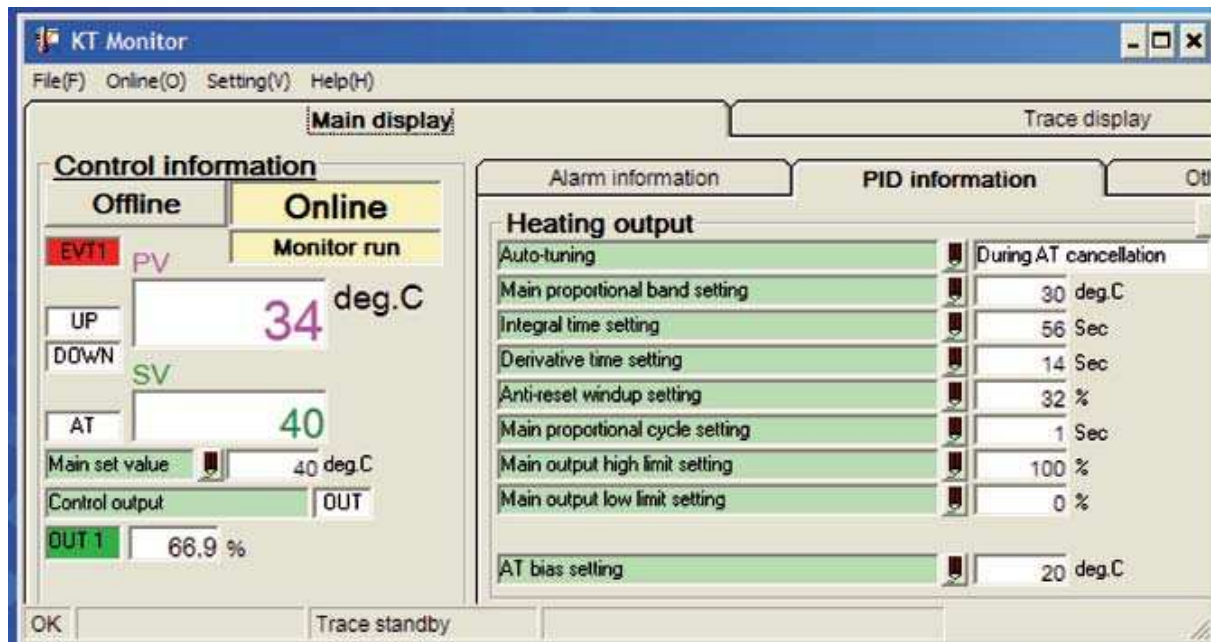 KT Monitor
File(F) Online(O) Setting(V) Help(H)
Main display
Trace display
Control information
Offline
Online
Monitor run
EVT1
PV
34 deg.C
UP
DOWN
SV
40
AT
Main set value 40 deg.C
Control output OUT
OUT 1 66.9 %
Alarm information
PID information
Heating output
Auto-tuning During AT cancellation
Main proportional band setting 30 deg.C
Integral time setting 56 Sec
Derivative time setting 14 Sec
Anti-reset windup setting 32 %
Main proportional cycle setting 1 Sec
Main output high limit setting 100 %
Main output low limit setting 0 %
AT bias setting 20 deg.C
OK
Trace standby